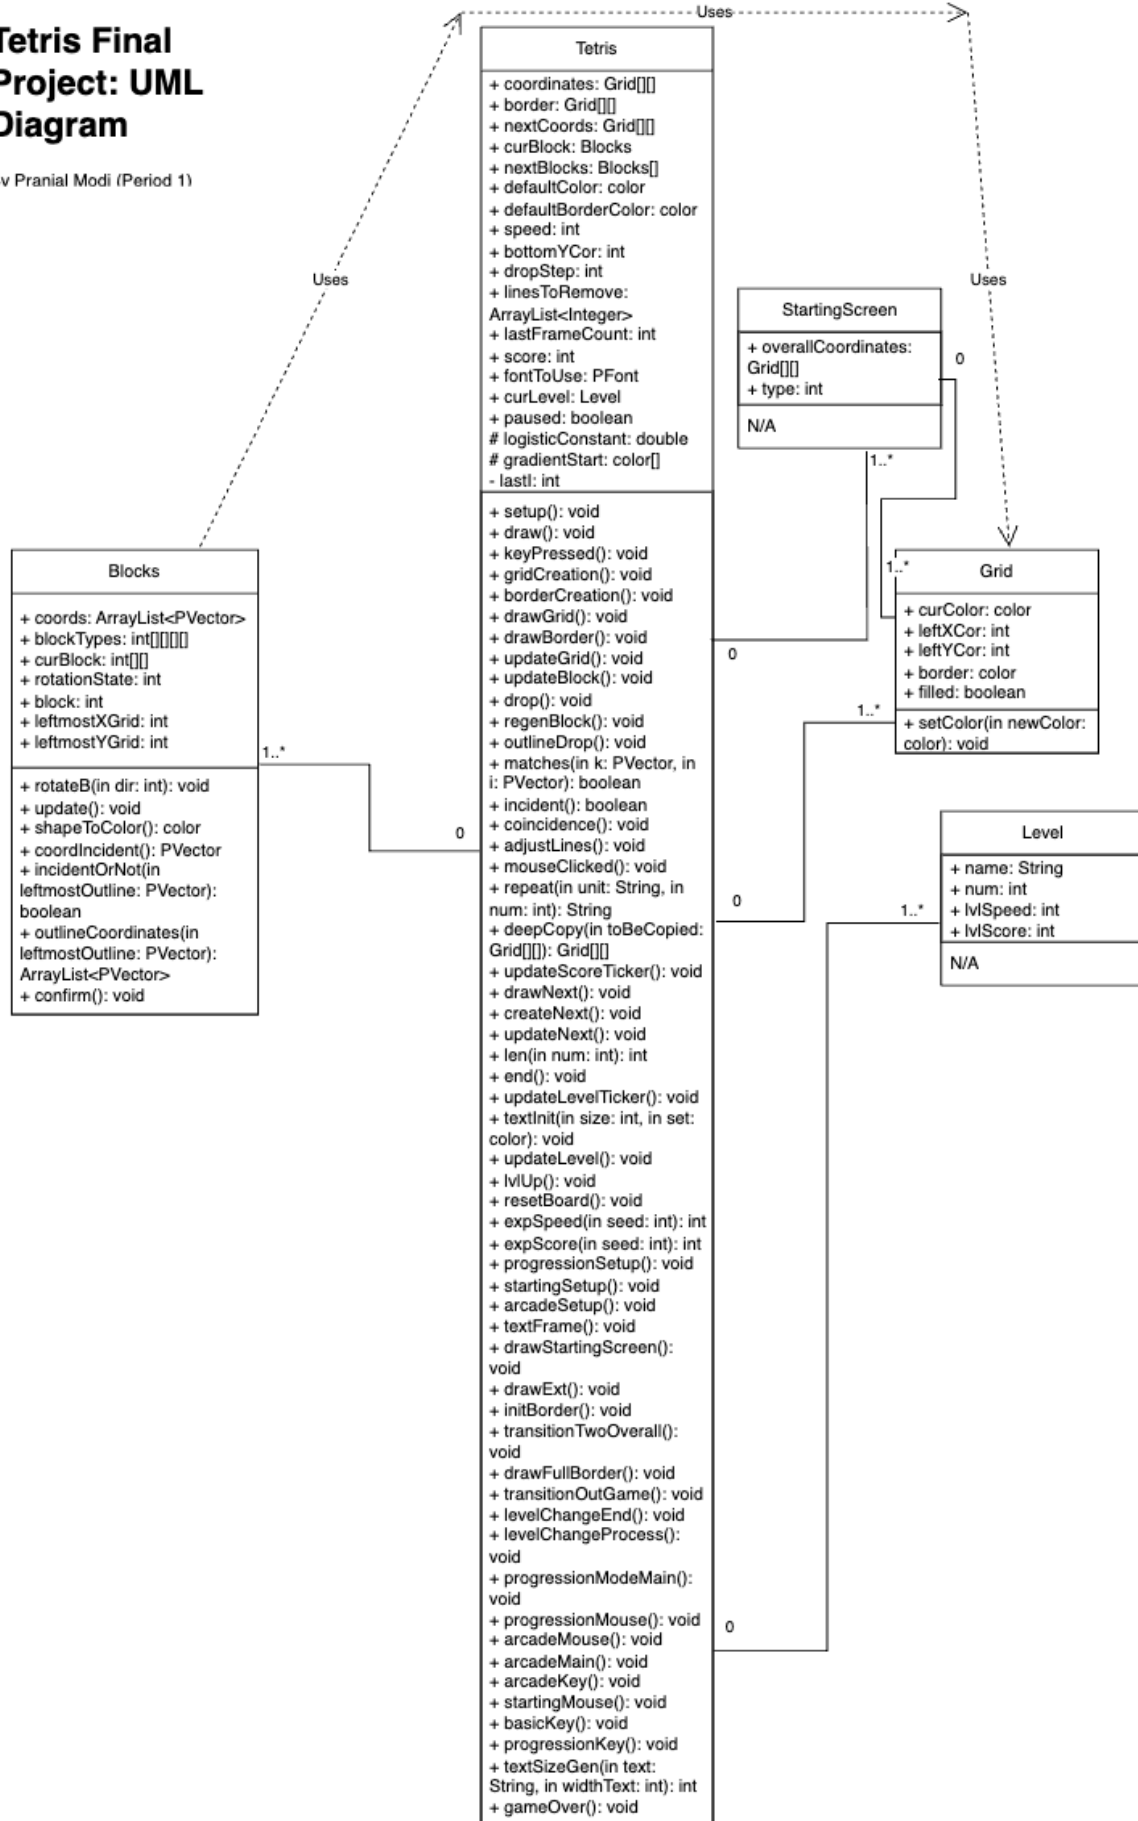 Tetris Final
Project: UML
Diagram
Pranial Modi (Period 1)
Uses
Uses
Uses
Tetris
+ coordinates: Grid[][]
+ border: Grid[][]
+ nextCoords: Grid[][]
+ curBlock: Blocks
+ nextBlocks: Blocks[]
+ defaultColor: color
+ defaultBorderColor: color
+ speed: int
+ bottomYCor: int
+ dropStep: int
+ linesToRemove:
ArrayList<Integer>
+ lastFrameCount: int
+ score: int
+ fontToUse: PFont
+ curLevel: Level
+ paused: boolean
# logisticConstant: double
# gradientStart: color[]
- lastI: int
+ setup(): void
+ draw(): void
+ keyPressed(): void
+ gridCreation(): void
+ borderCreation(): void
+ drawGrid(): void
+ drawBorder(): void
+ updateGrid(): void
+ updateBlock(): void
+ drop(): void
+ regenBlock(): void
+ outlineDrop(): void
+ matches(in k: PVector, in
i: PVector): boolean
+ incident(): boolean
+ coincidence(): void
+ adjustLines(): void
+ mouseClicked(): void
+ repeat(in unit: String, in
num: int): String
+ deepCopy(in toBeCopied:
Grid[][]): Grid[][]
+ updateScoreTicker(): void
+ drawNext(): void
+ createNext(): void
+ updateNext(): void
+ len(in num: int): int
+ end(): void
+ updateLevelTicker(): void
+ textInit(in size: int, in set:
color): void
+ updateLevel(): void
+ lvlUp(): void
+ resetBoard(): void
+ expSpeed(in seed: int): int
+ expScore(in seed: int): int
+ progressionSetup(): void
+ startingSetup(): void
+ arcadeSetup(): void
+ textFrame(): void
+ drawStartingScreen():
void
+ drawExt(): void
+ initBorder(): void
+ transitionTwoOverall():
void
+ drawFullBorder(): void
+ transitionOutGame(): void
+ levelChangeEnd(): void
+ levelChangeProcess():
void
+ progressionModeMain():
void
+ progressionMouse(): void
+ arcadeMouse(): void
+ arcadeMain(): void
+ arcadeKey(): void
+ startingMouse(): void
+ basicKey(): void
+ progressionKey(): void
+ textSizeGen(in text:
String, in widthText: int): int
+ gameOver(): void
StartingScreen
+ overallCoordinates:
Grid[][]
+ type: int
N/A
0
1..*
1..*
0
Grid
+ curColor: color
+ leftXCor: int
+ leftYCor: int
+ border: color
+ filled: boolean
+ setColor(in newColor:
color): void
1..*
0
Level
+ name: String
+ num: int
+ lvlSpeed: int
+ lvlScore: int
N/A
1..*
0
Blocks
+ coords: ArrayList<PVector>
+ blockTypes: int[][][][]
+ curBlock: int[][]
+ rotationState: int
+ block: int
+ leftmostXGrid: int
+ leftmostYGrid: int
+ rotateB(in dir: int): void
+ update(): void
+ shapeToColor(): color
+ coordIncident(): PVector
+ incidentOrNot(in
leftmostOutline: PVector):
boolean
+ outlineCoordinates(in
leftmostOutline: PVector):
ArrayList<PVector>
+ confirm(): void
1..*
0